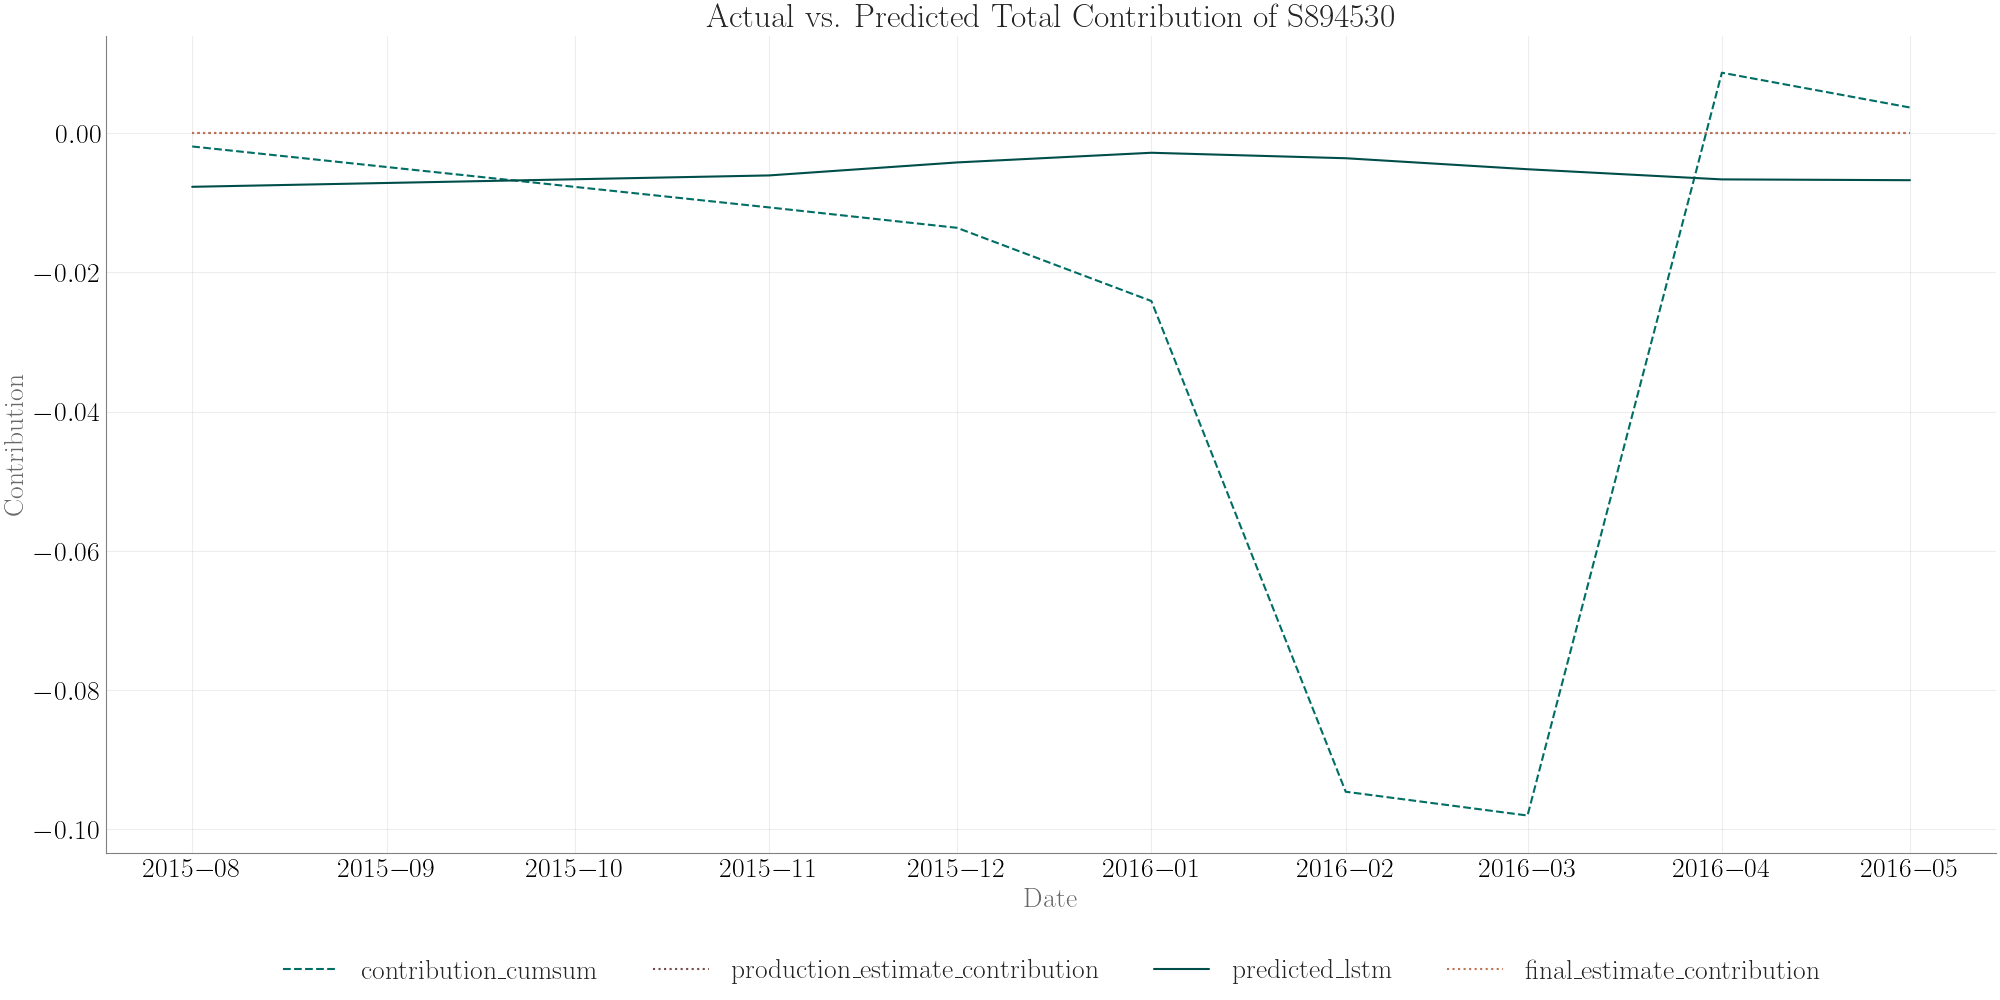 Actual vs. Predicted Total Contribution of S894530
0.00
−0.02
−0.04
−0.06
−0.08
−0.10
Contribution
2015−08 2015−09 2015−10 2015−11 2015−12 2016−01 2016−02 2016−03 2016−04 2016−05
Date
contribution_cumsum production_estimate_contribution predicted_lstm final_estimate_contribution